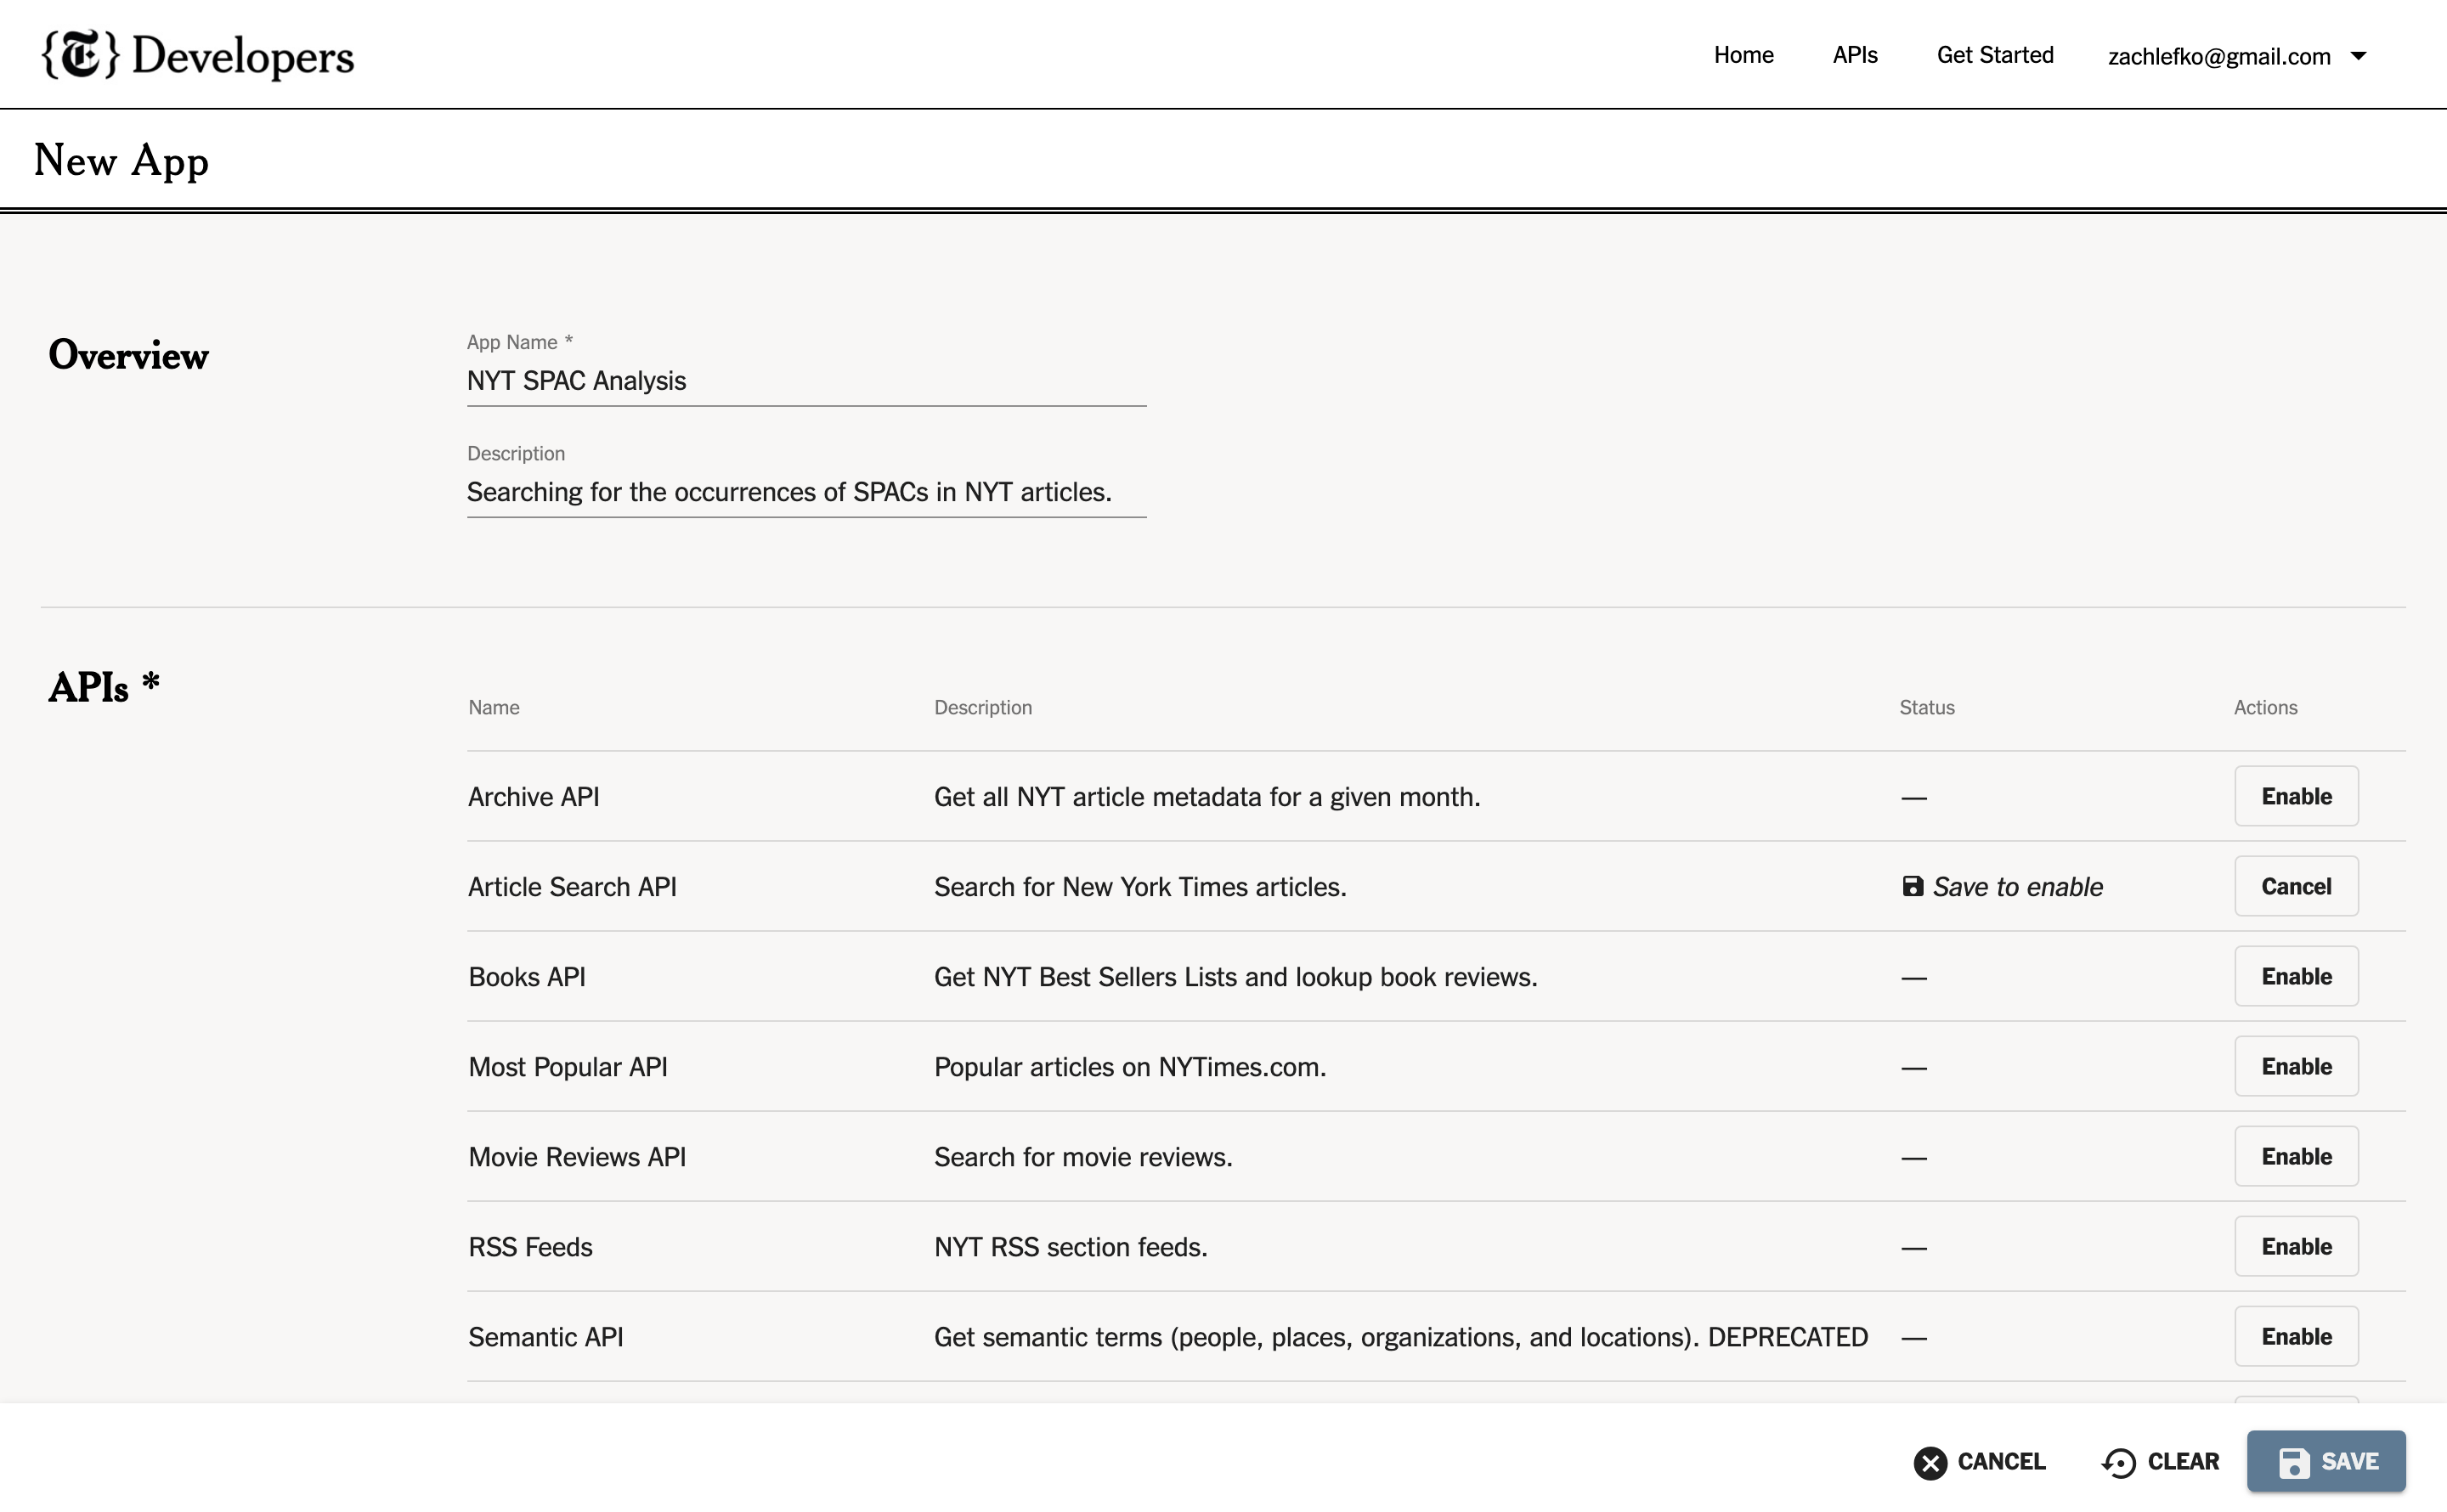 {T} Developers
Home APIs Get Started zachlefko@gmail.com
New App
Overview
App Name *
NYT SPAC Analysis
Description
Searching for the occurrences of SPACs in NYT articles.
APIs *
Name Description Status Actions
Archive API Get all NYT article metadata for a given month. — Enable
Article Search API Search for New York Times articles. Save to enable Cancel
Books API Get NYT Best Sellers Lists and lookup book reviews. — Enable
Most Popular API Popular articles on NYTimes.com. — Enable
Movie Reviews API Search for movie reviews. — Enable
RSS Feeds NYT RSS section feeds. — Enable
Semantic API Get semantic terms (people, places, organizations, and locations). DEPRECATED — Enable
CANCEL CLEAR SAVE